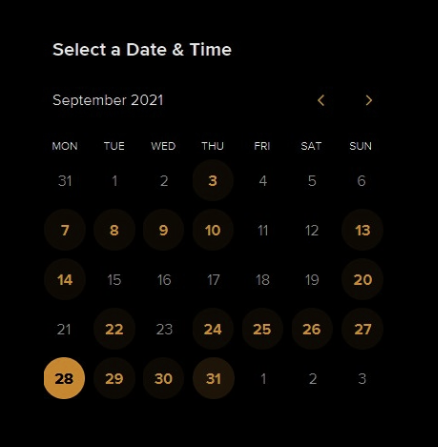 Select a Date & Time
September 2021
MON TUE WED THU FRI SAT SUN
31 1 2 3 4 5 6
7 8 9 10 11 12 13
14 15 16 17 18 19 20
21 22 23 24 25 26 27
28 29 30 31 1 2 3